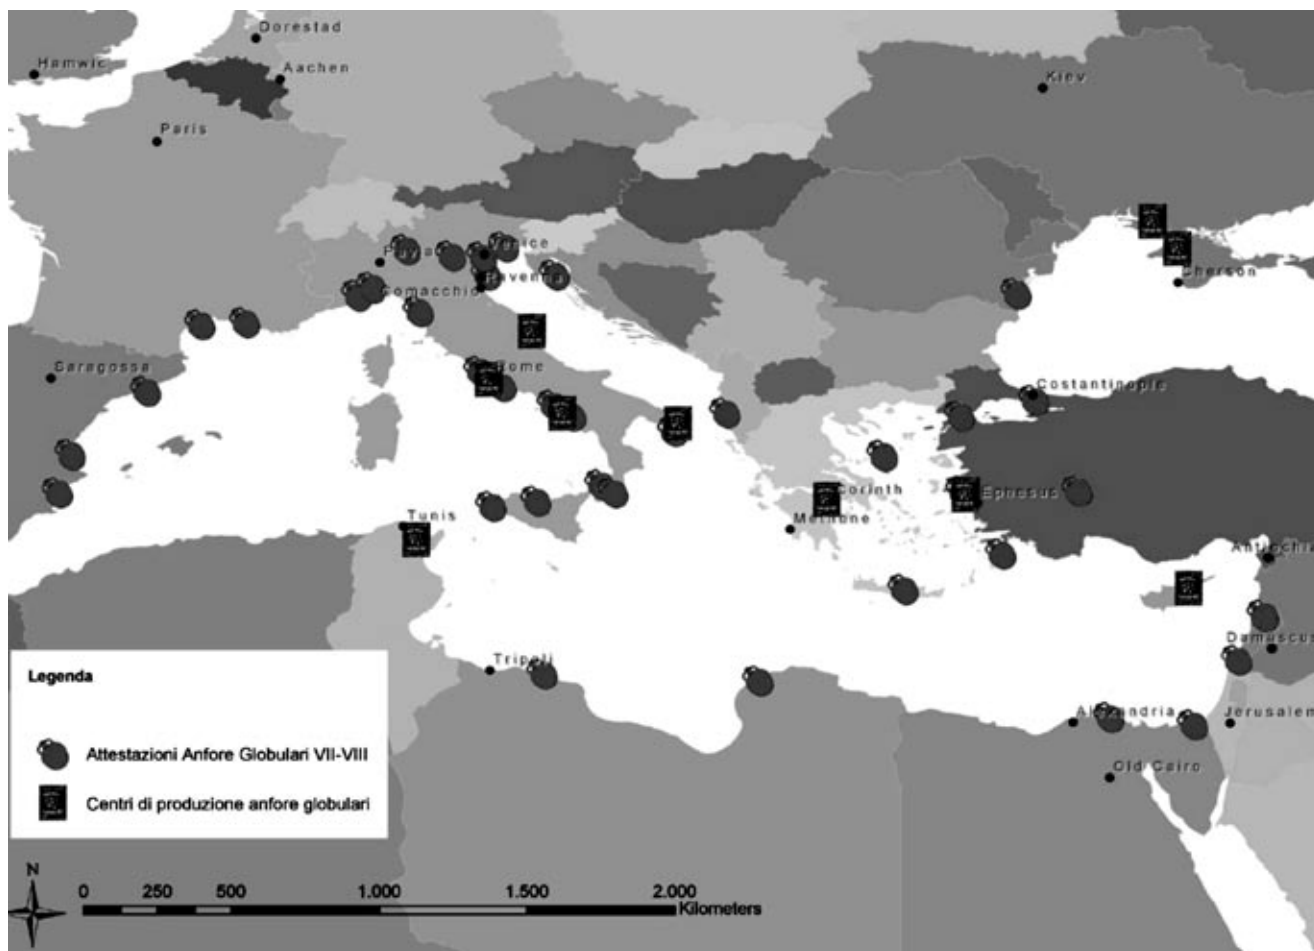 Dorestad
Hamwic
Aachen
Kiev
Paris
Venice
Pavia
Ravenna
Cherson
Comacchio
Saragossa
Rome
Costantinople
Corinth
Ephesus
Methone
Tunis
Antiochia
Damascus
Tripoli
Alexandria
Jerusalem
Old Cairo
Legenda
Attestazioni Anfore Globulari VII-VIII
Centri di produzione anfore globulari
N
0 250 500 1.000 1.500 2.000
Kilometers